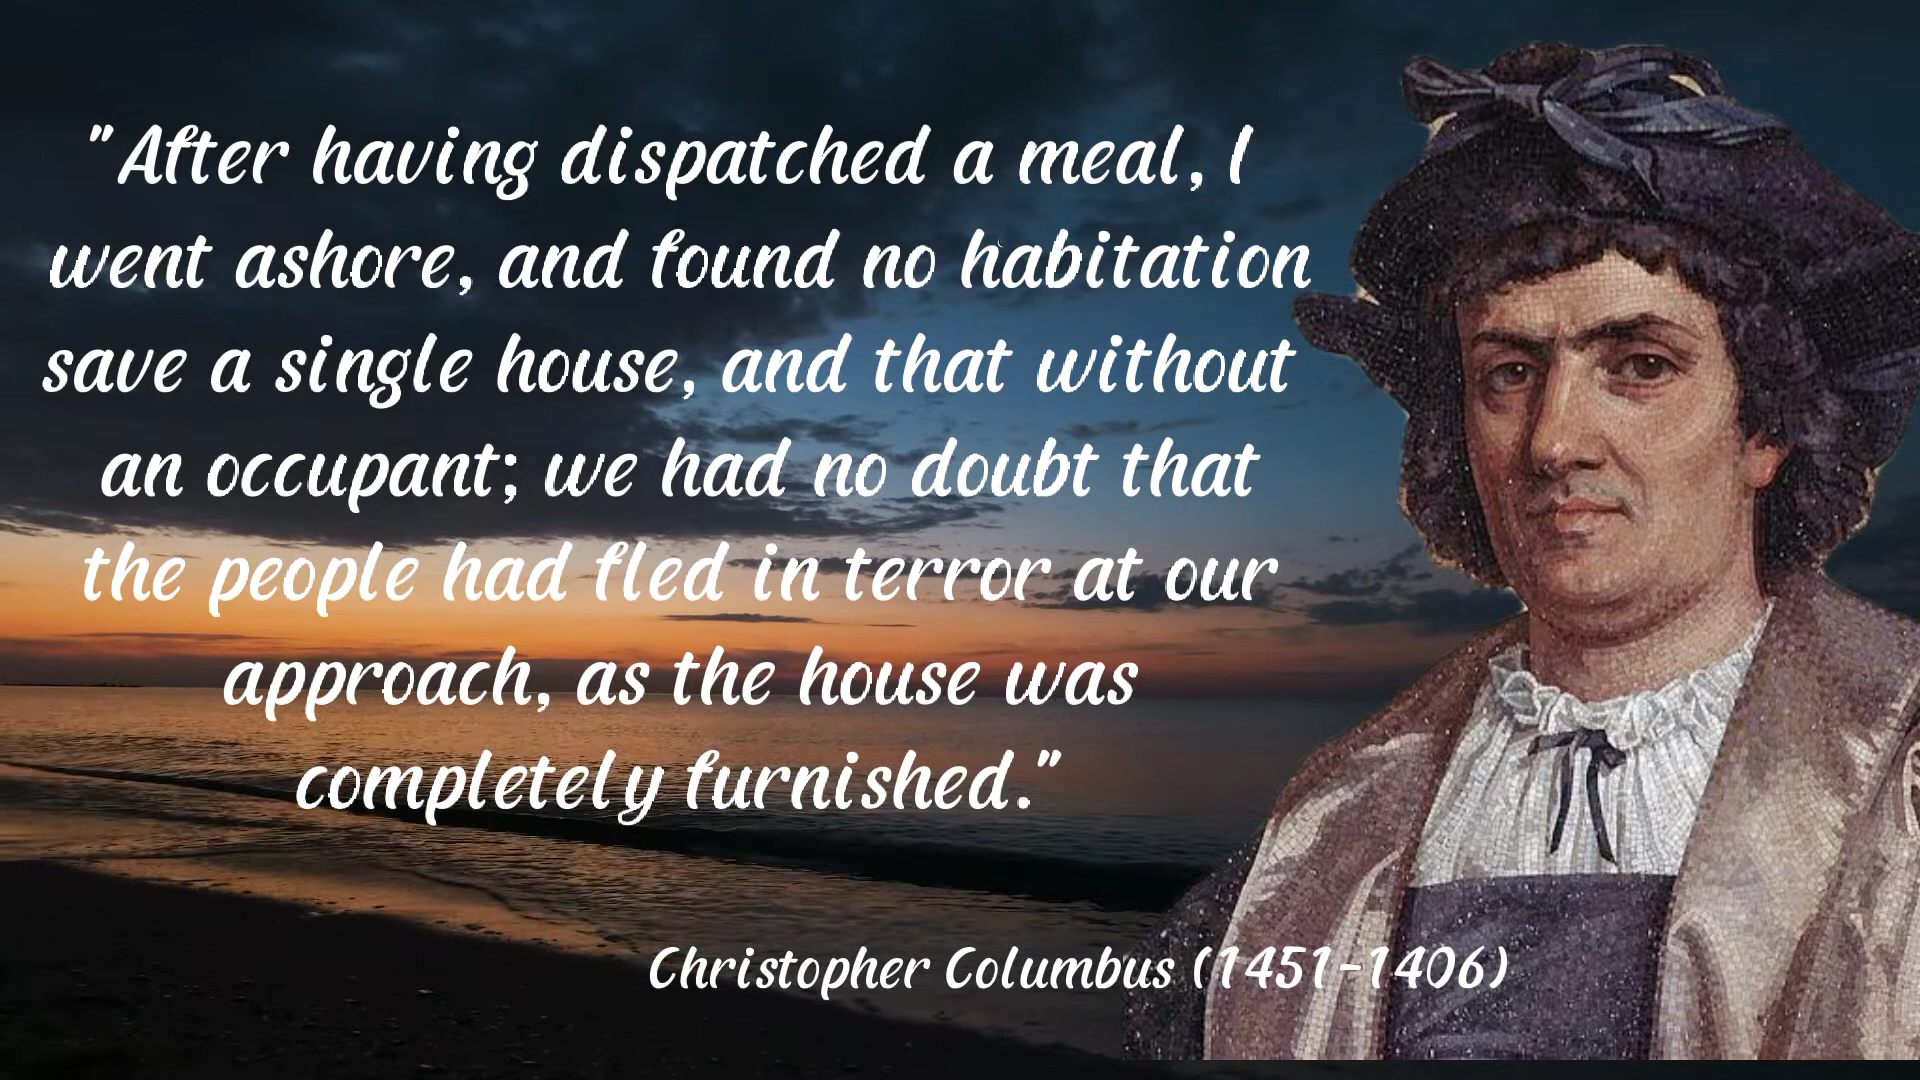 "After having dispatched a meal, I
went ashore, and found no habitation
save a single house, and that without
an occupant; we had no doubt that
the people had fled in terror at our
approach, as the house was
completely furnished."
Christopher Columbus (1451-1406)